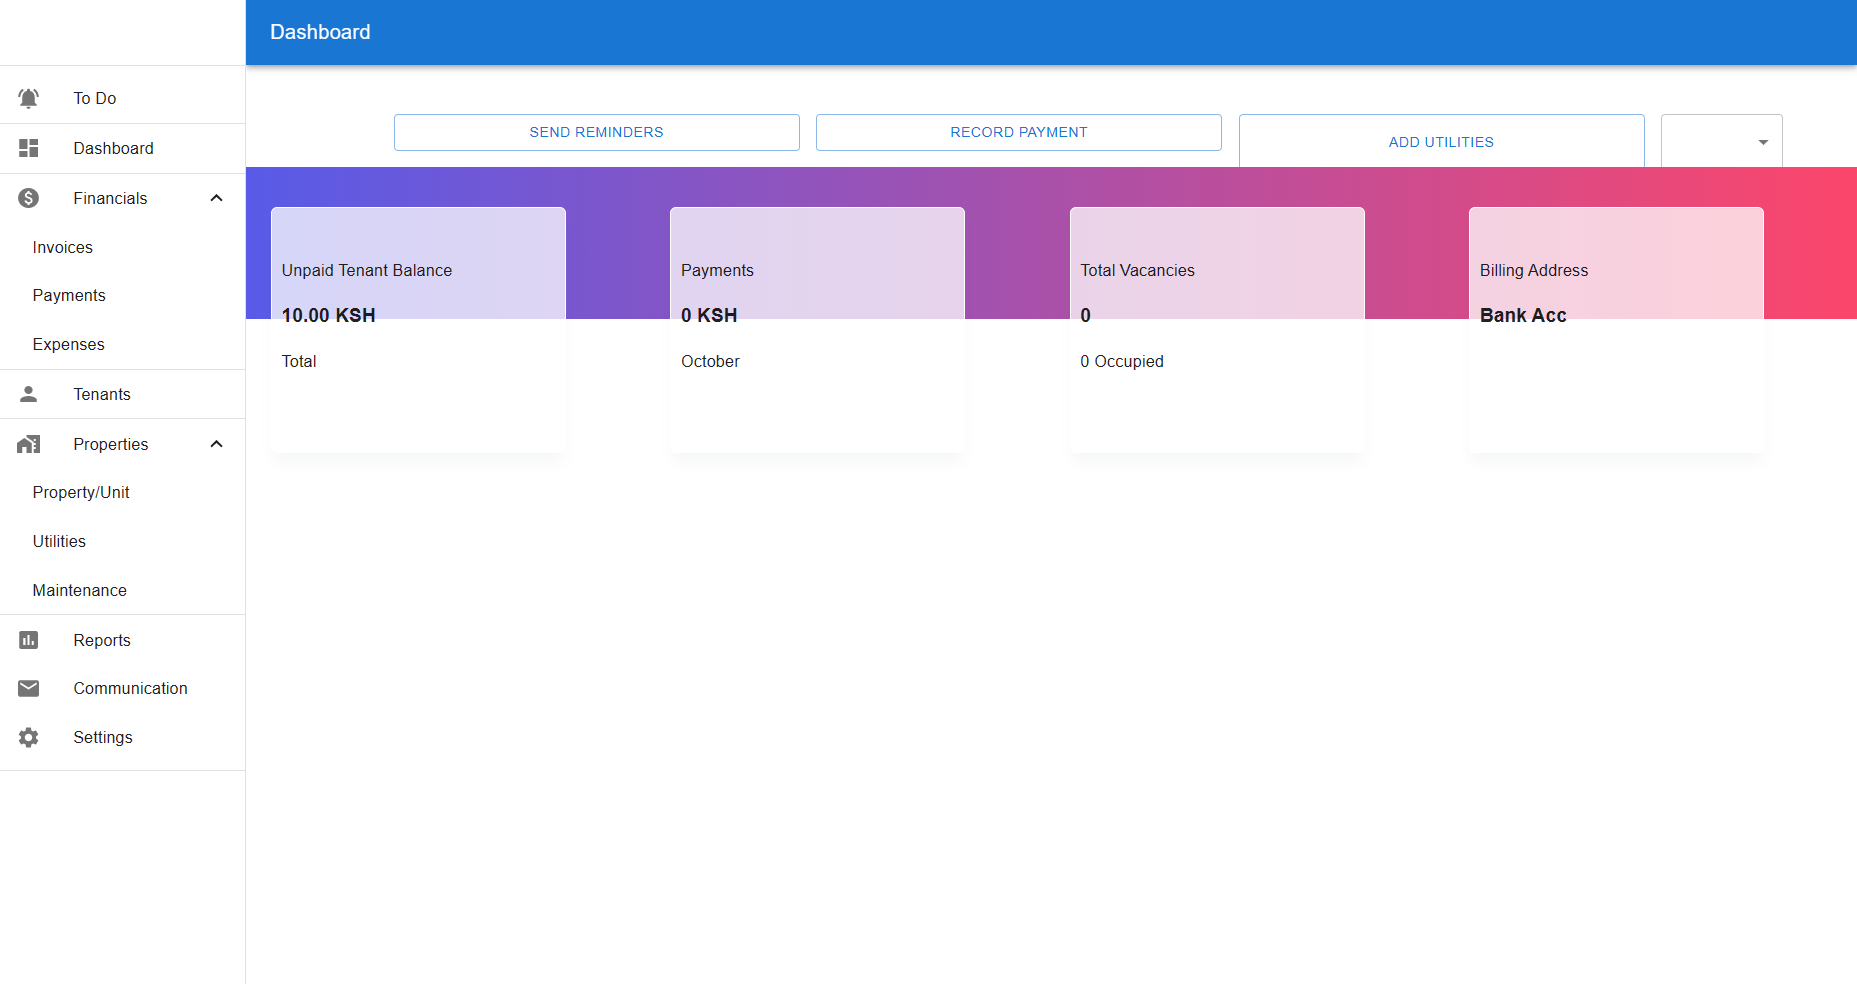 Dashboard
To Do
Dashboard
Financials
Invoices
Payments
Expenses
Tenants
Properties
Property/Unit
Utilities
Maintenance
Reports
Communication
Settings
SEND REMINDERS
RECORD PAYMENT
ADD UTILITIES
Unpaid Tenant Balance
10.00 KSH
Total
Payments
0 KSH
October
Total Vacancies
0
0 Occupied
Billing Address
Bank Acc